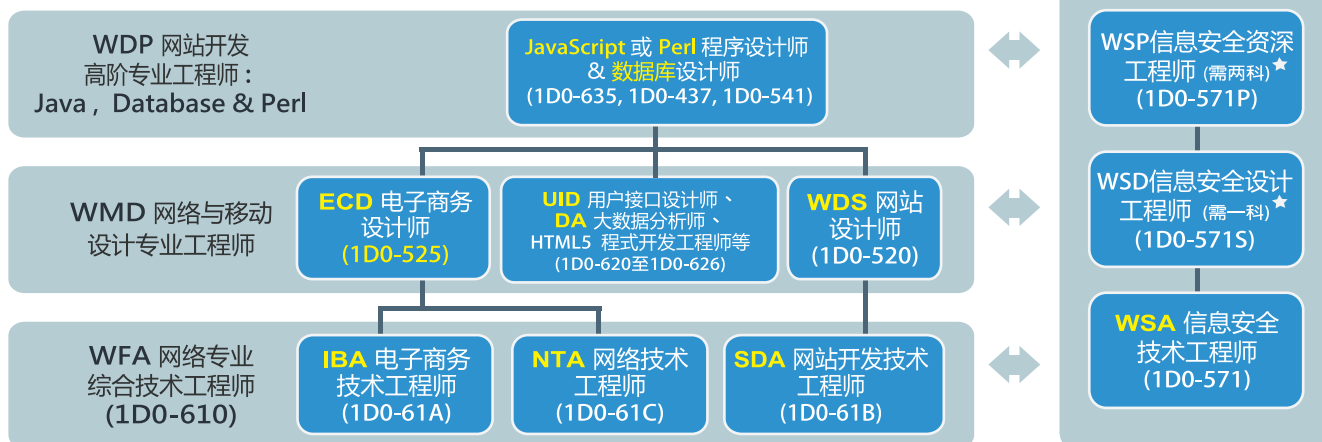 WDP 网站开发
高阶专业工程师：
Java , Database & Perl
JavaScript 或 Perl 程序设计师
& 数据库设计师
(1D0-635, 1D0-437, 1D0-541)
WSP信息安全资深
工程师 (需两科)★
(1D0-571P)
WMD 网络与移动
设计专业工程师
ECD 电子商务
设计师
(1D0-525)
UID 用户接口设计师、
DA 大数据分析师、
HTML5 程式开发工程师等
(1D0-620至1D0-626)
WDS 网站
设计师
(1D0-520)
WSD信息安全设计
工程师 (需一科)★
(1D0-571S)
WFA 网络专业
综合技术工程师
(1D0-610)
IBA 电子商务
技术工程师
(1D0-61A)
NTA 网络技术
工程师
(1D0-61C)
SDA 网站开发技术
工程师
(1D0-61B)
WSA 信息安全
技术工程师
(1D0-571)